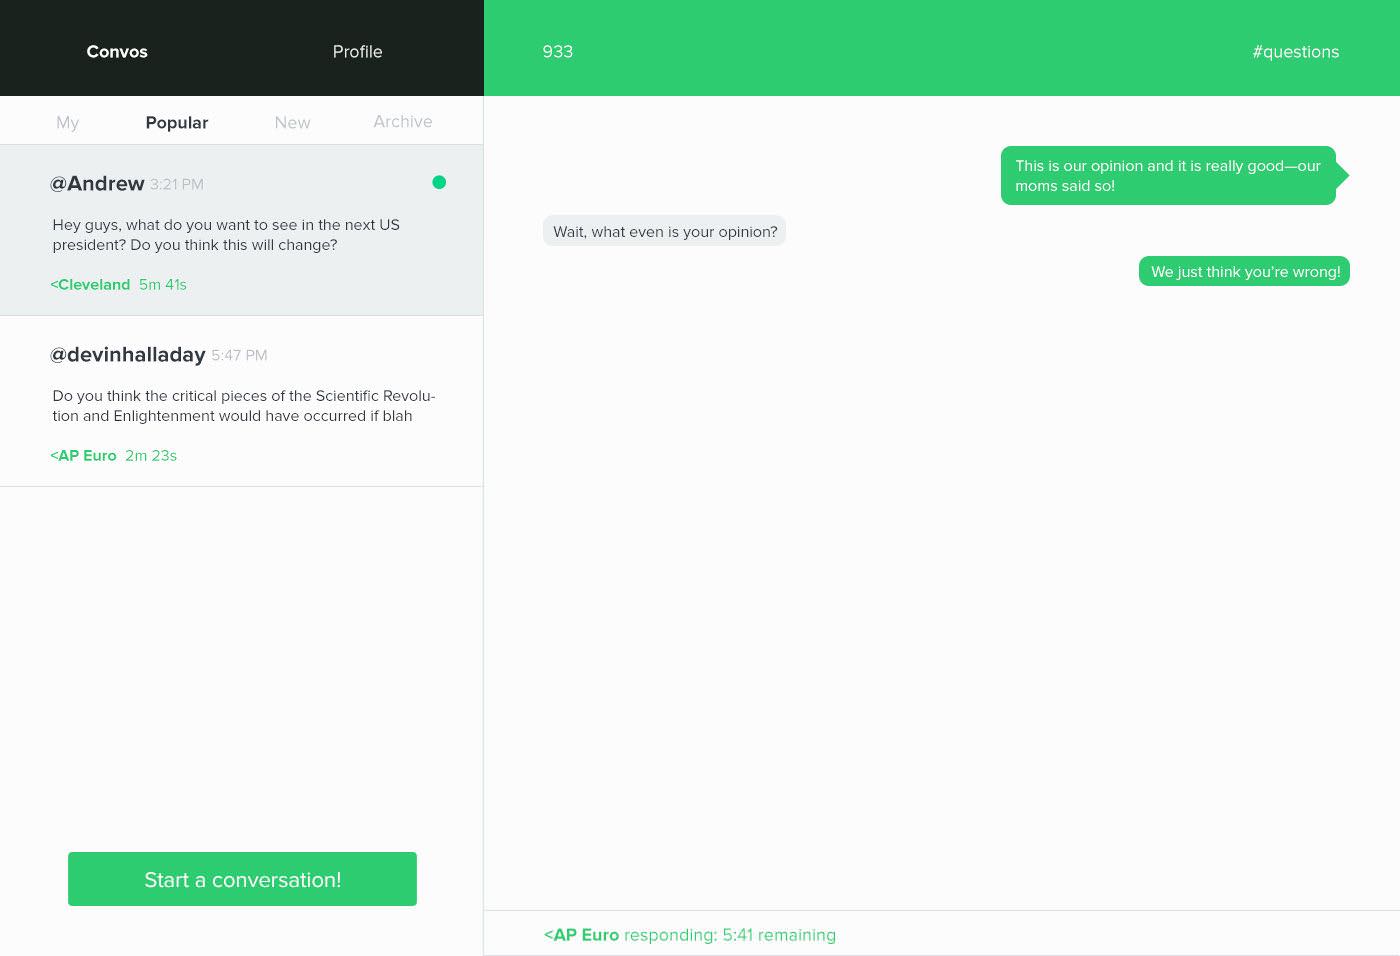 Convos
Profile
933
#questions
My
Popular
New
Archive
@Andrew 3:21 PM
Hey guys, what do you want to see in the next US
president? Do you think this will change?
<Cleveland 5m 41s
@devinhalladay 5:47 PM
Do you think the critical pieces of the Scientific Revolu-
tion and Enlightenment would have occurred if blah
<AP Euro 2m 23s
Start a conversation!
This is our opinion and it is really good—our
moms said so!
Wait, what even is your opinion?
We just think you're wrong!
<AP Euro responding: 5:41 remaining